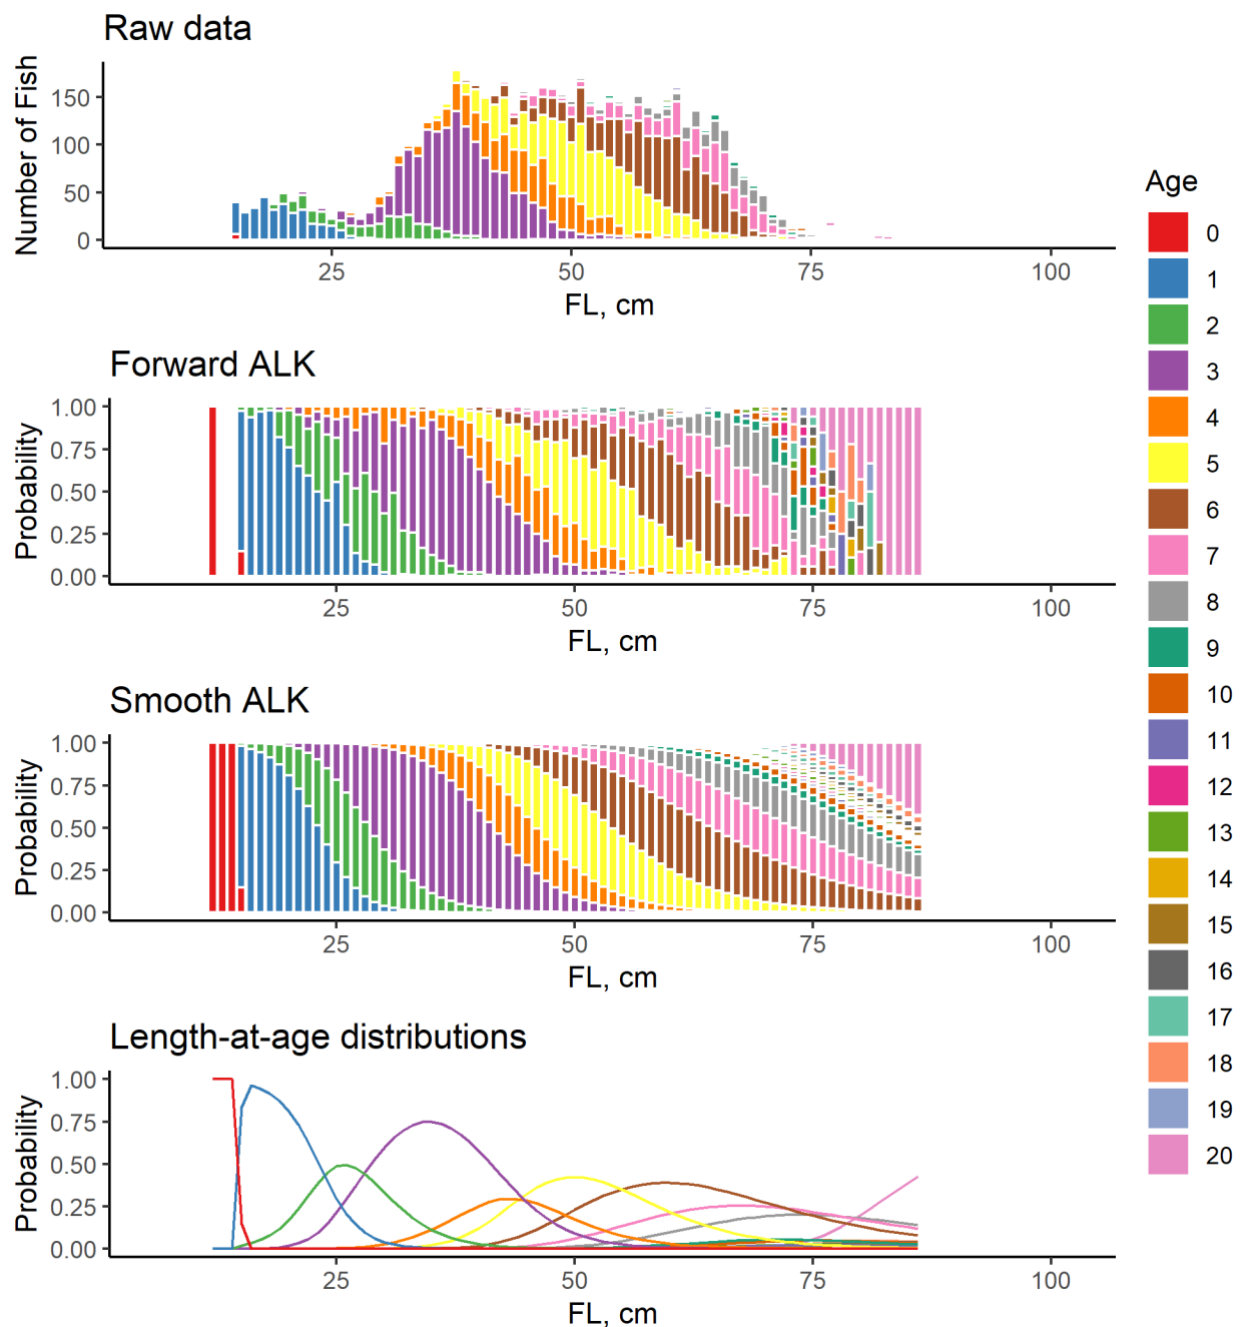 Raw data
Number of Fish
150
100
50
0
25 50 75 100
FL, cm
Forward ALK
Probability
1.00
0.75
0.50
0.25
0.00
25 50 75 100
FL, cm
Smooth ALK
Probability
1.00
0.75
0.50
0.25
0.00
25 50 75 100
FL, cm
Length-at-age distributions
Probability
1.00
0.75
0.50
0.25
0.00
25 50 75 100
FL, cm
Age
0
1
2
3
4
5
6
7
8
9
10
11
12
13
14
15
16
17
18
19
20